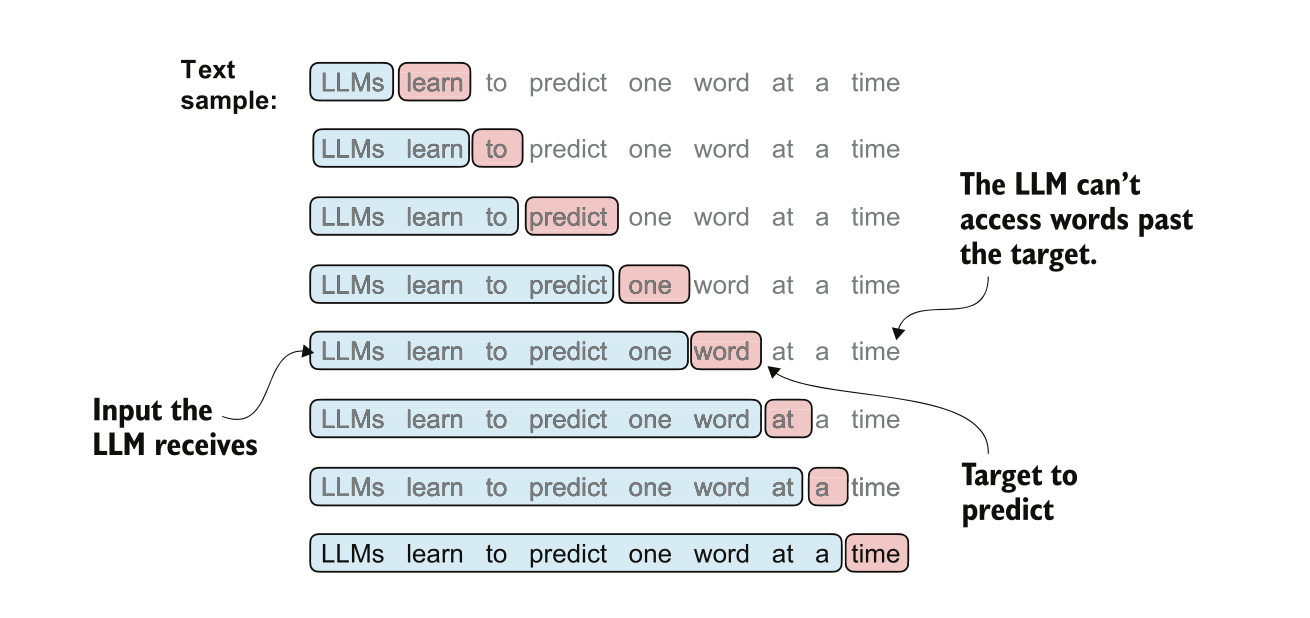 Text
sample:
LLMs learn to predict one word at a time
LLMs learn to predict one word at a time
LLMs learn to predict one word at a time
LLMs learn to predict one word at a time
LLMs learn to predict one word at a time
LLMs learn to predict one word at a time
LLMs learn to predict one word at a time
LLMs learn to predict one word at a time
The LLM can’t
access words past
the target.
Input the
LLM receives
Target to
predict